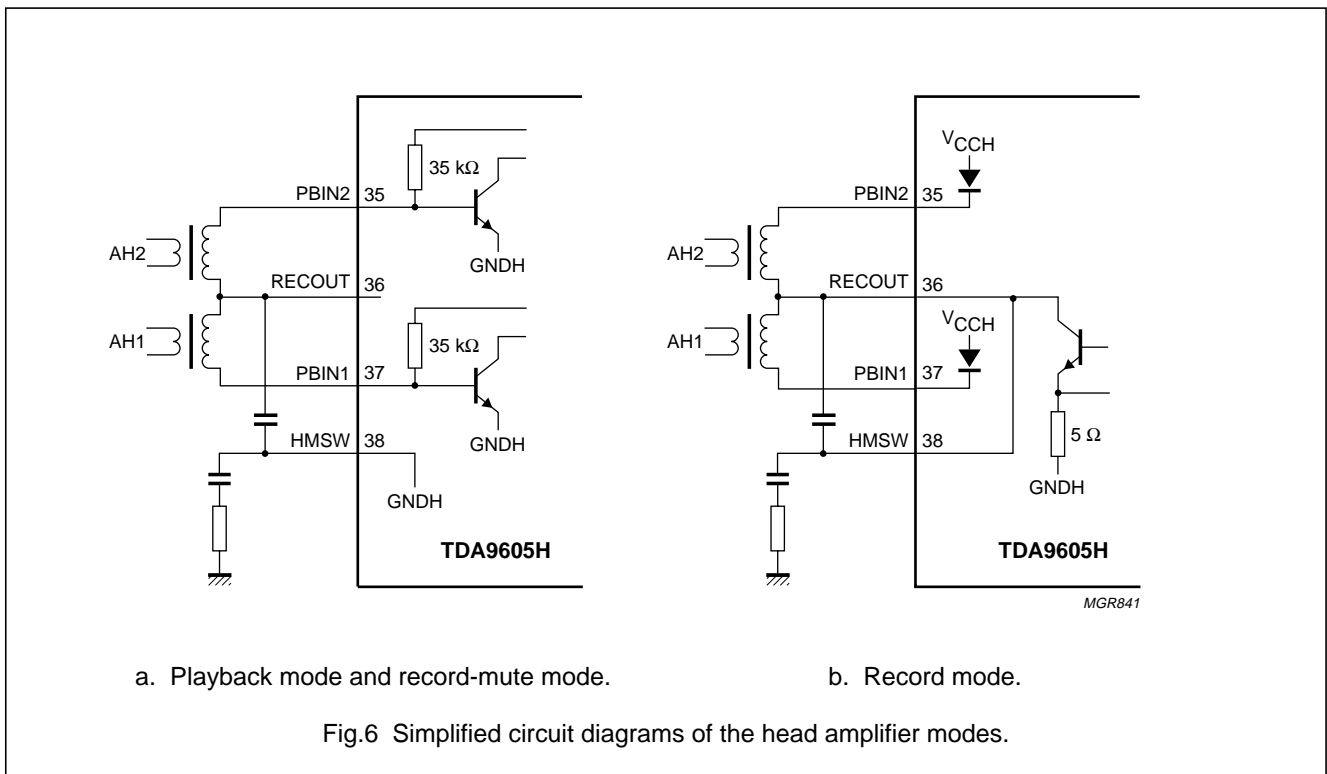 35 kΩ
PBIN2 35
AH2
GNDH
RECOUT 36
AH1
35 kΩ
PBIN1 37
GNDH
HMSW 38
GNDH
TDA9605H
VCCH
PBIN2 35
AH2
RECOUT 36
VCCH
AH1
PBIN1 37
HMSW 38
5 Ω
GNDH
TDA9605H
MGR841
a. Playback mode and record-mute mode.
b. Record mode.
Fig.6 Simplified circuit diagrams of the head amplifier modes.